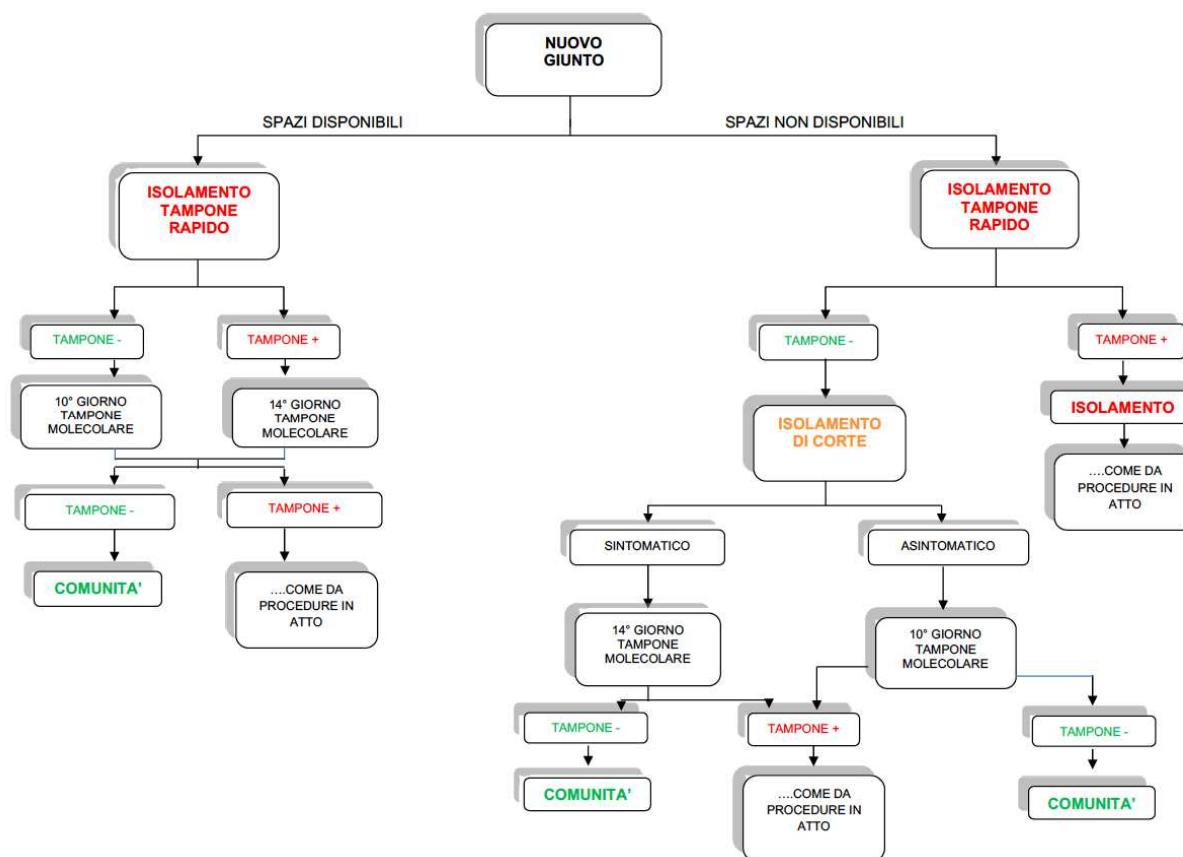 NUOVO
GIUNTO
SPAZI DISPONIBILI
SPAZI NON DISPONIBILI
ISOLAMENTO
TAMPONE
RAPIDO
ISOLAMENTO
TAMPONE
RAPIDO
TAMPONE -
TAMPONE +
TAMPONE -
TAMPONE +
10° GIORNO
TAMPONE
MOLECOLARE
14° GIORNO
TAMPONE
MOLECOLARE
ISOLAMENTO
DI CORTE
ISOLAMENTO
TAMPONE -
TAMPONE +
....COME DA
PROCEDURE IN
ATTO
SINTOMATICO
ASINTOMATICO
COMUNITA'
....COME DA
PROCEDURE IN
ATTO
14° GIORNO
TAMPONE
MOLECOLARE
10° GIORNO
TAMPONE
MOLECOLARE
TAMPONE -
TAMPONE +
TAMPONE -
COMUNITA'
....COME DA
PROCEDURE IN
ATTO
COMUNITA'